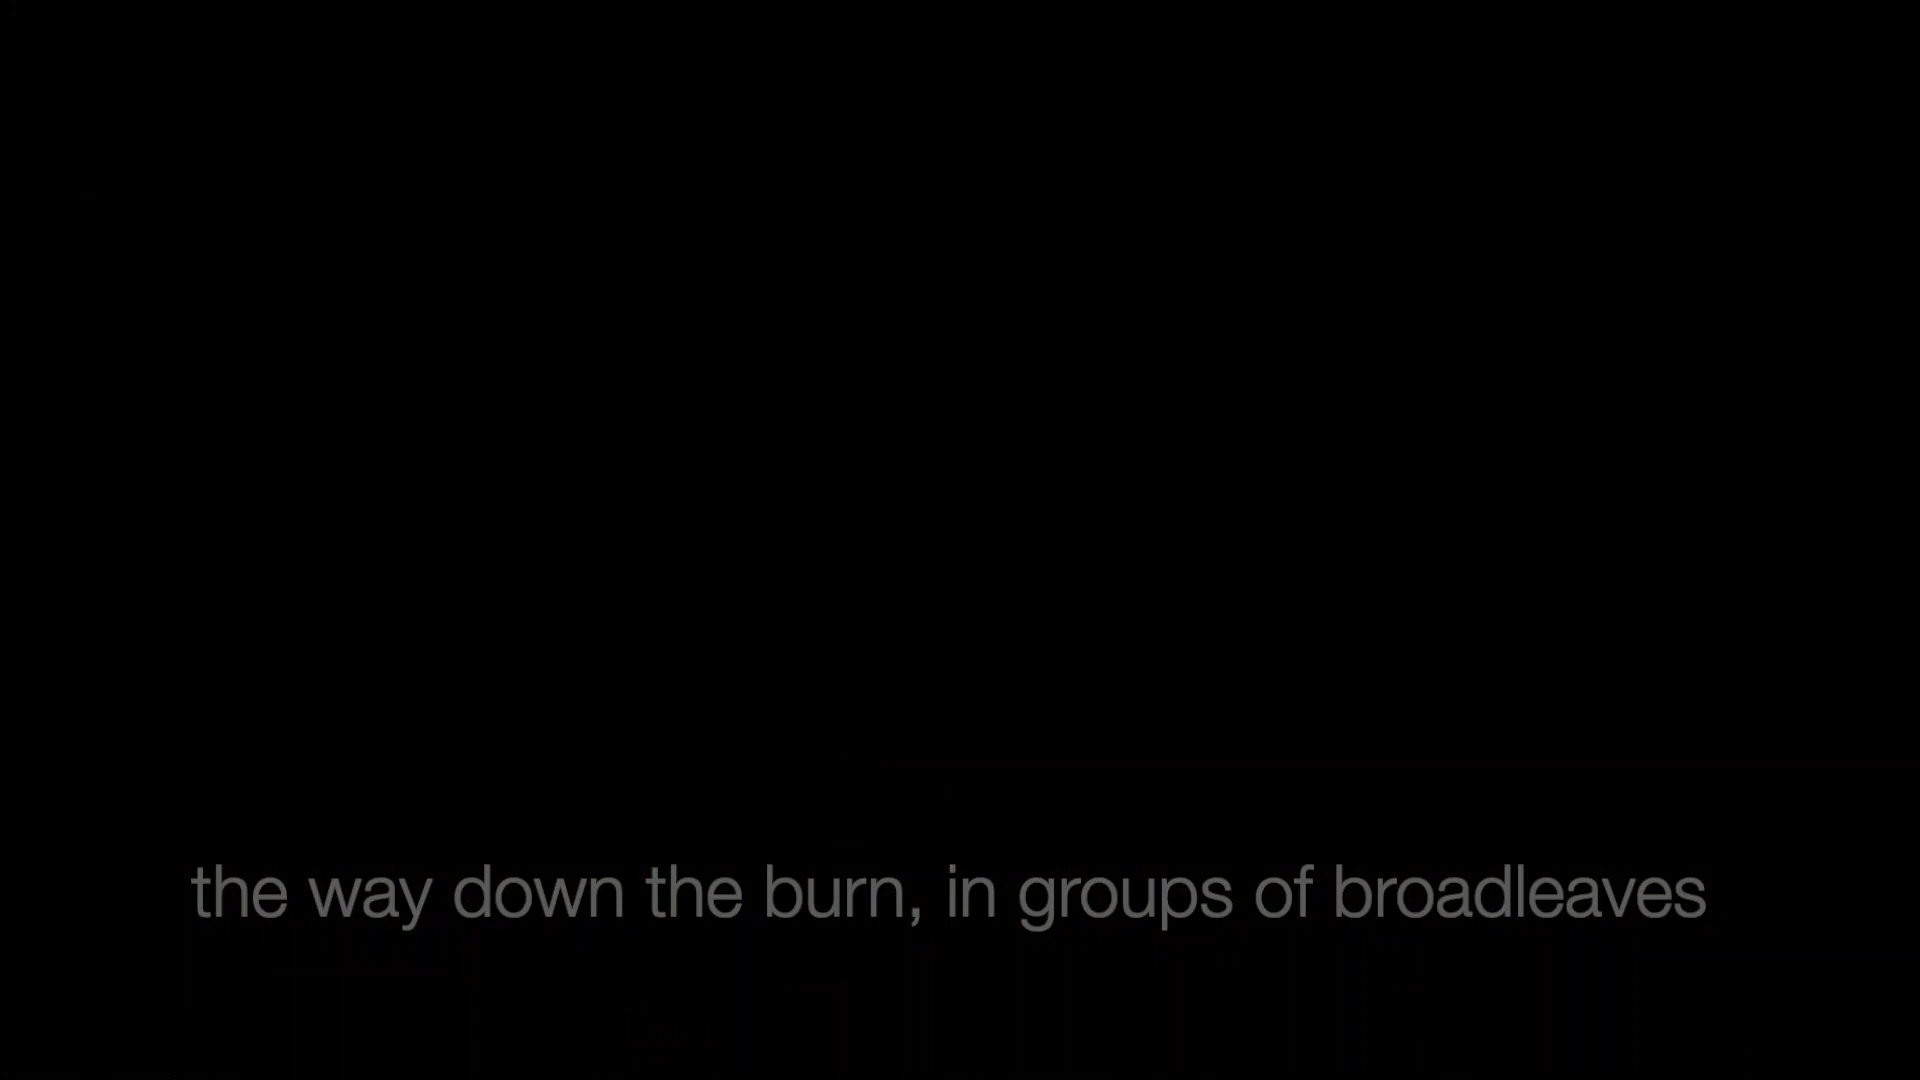 the way down the burn, in groups of broadleaves